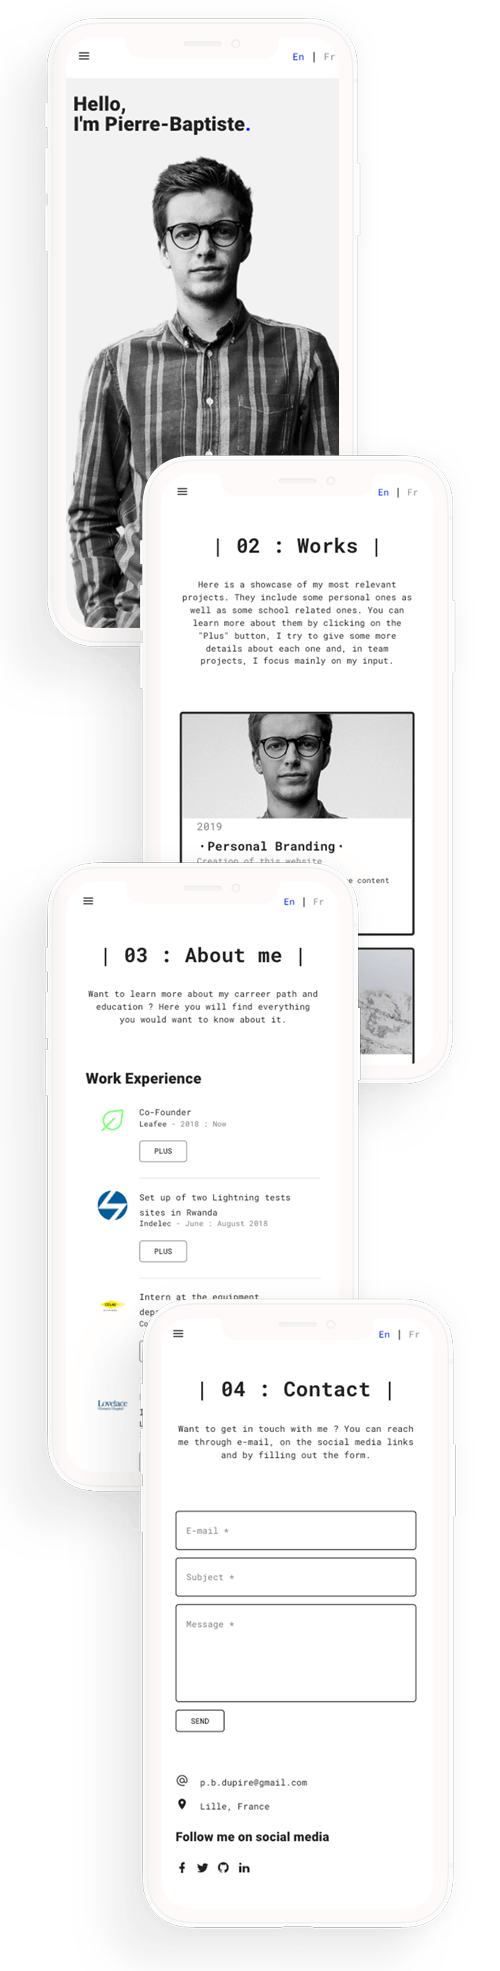 En | Fr
Hello,
I'm Pierre-Baptiste.
En | Fr
| 02 : Works |
Here is a showcase of my most relevant
projects. They include some personal ones as
well as some school related ones. You can
learn more about them by clicking on the
"Plus" button, I try to give some more
details about each one and, in team
projects, I focus mainly on my input.
2019
·Personal Branding·
Creation of this website
content
En | Fr
| 03 : About me |
Want to learn more about my carreer path and
education ? Here you will find everything
you would want to know about it.
Work Experience
Co-Founder
Leafee - 2018 : Now
PLUS
Set up of two Lightning tests
sites in Rwanda
Indelec - June : August 2018
PLUS
Intern at the equipment
Lovelace
En | Fr
| 04 : Contact |
Want to get in touch with me ? You can reach
me through e-mail, on the social media links
and by filling out the form.
E-mail *
Subject *
Message *
SEND
p.b.dupire@gmail.com
Lille, France
Follow me on social media